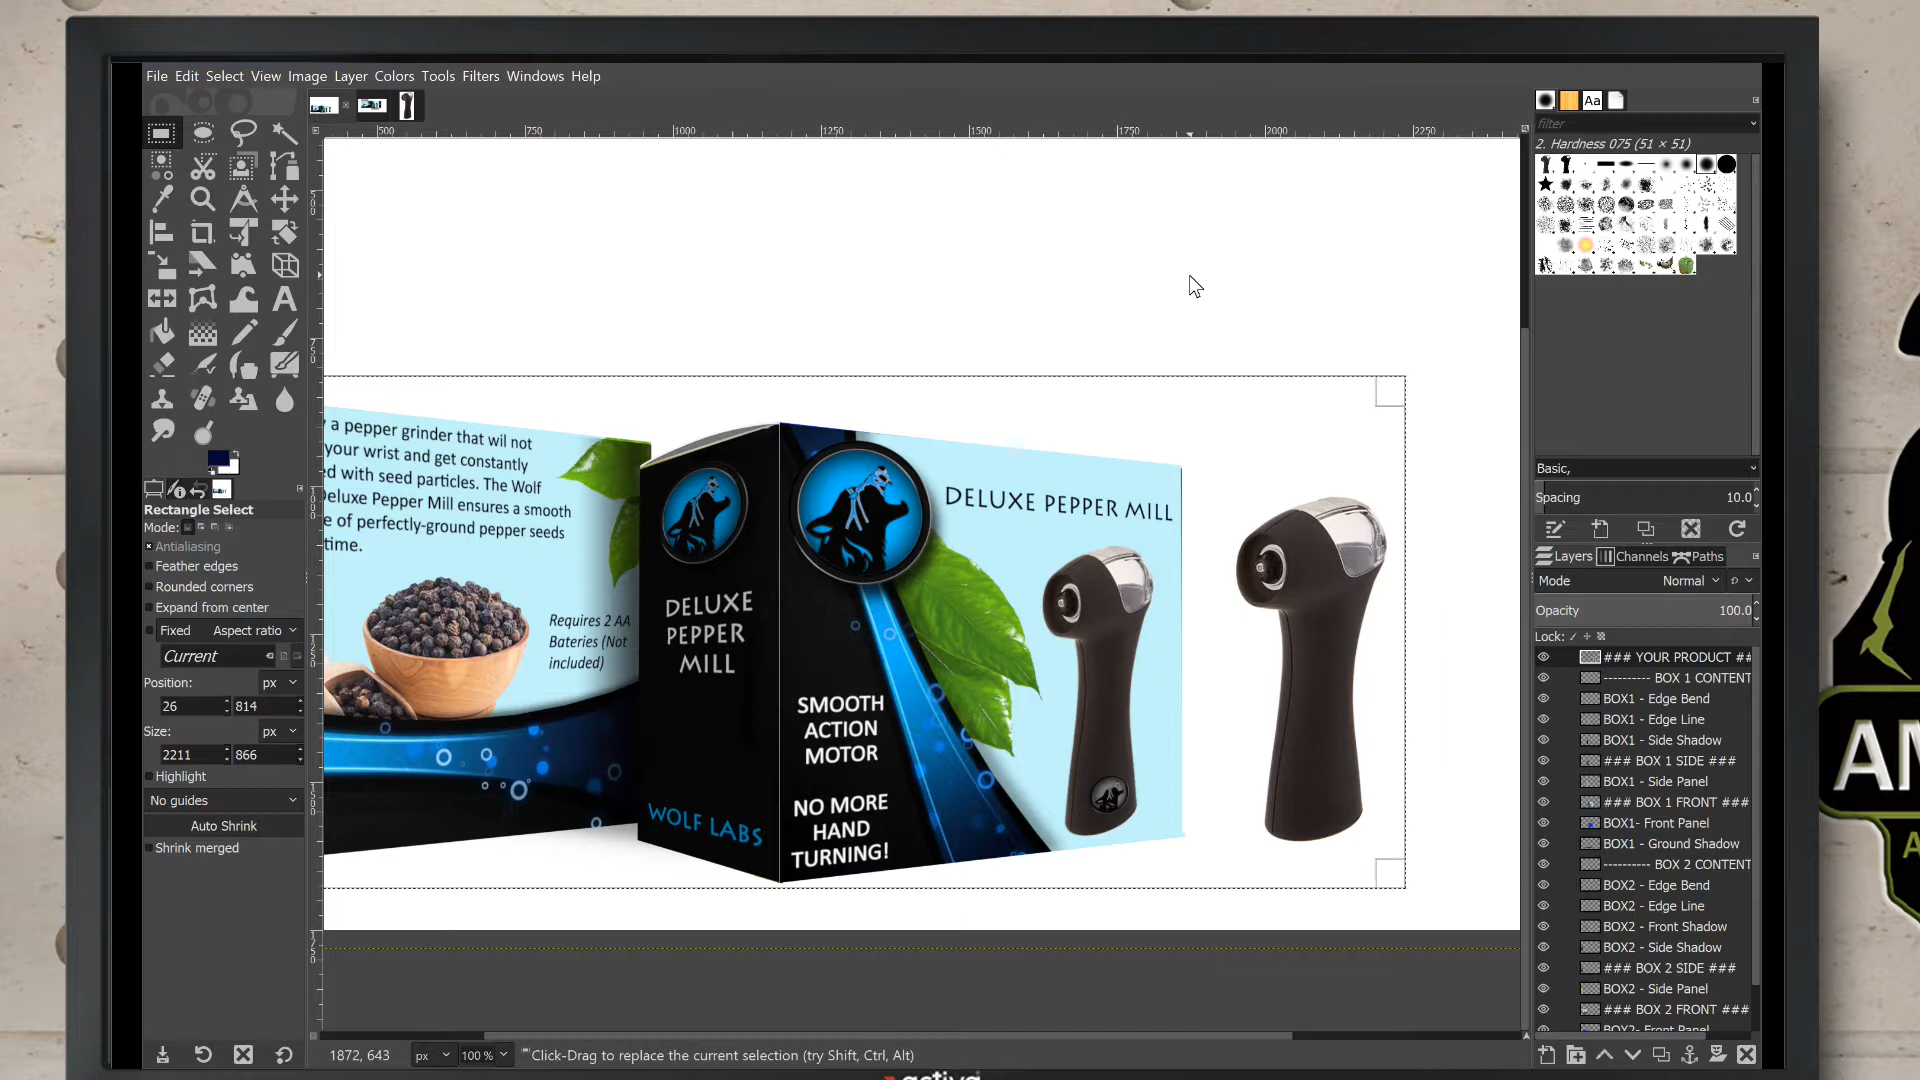 File Edit Select View Image Layer Colors Tools Filters Windows Help
500 750 1000 1250 1500 1750 2000 2250
Aa
filter
2. Hardness 075 (51 × 51)
Basic,
Spacing 10.0
Layers Channels Paths
Mode Normal
Opacity 100.0
Lock:
### YOUR PRODUCT ##
---------- BOX 1 CONTENT
BOX1 - Edge Bend
BOX1 - Edge Line
BOX1 - Side Shadow
### BOX 1 SIDE ###
BOX1 - Side Panel
### BOX 1 FRONT ###
BOX1- Front Panel
BOX1 - Ground Shadow
---------- BOX 2 CONTENT
BOX2 - Edge Bend
BOX2 - Edge Line
BOX2 - Front Shadow
BOX2 - Side Shadow
### BOX 2 SIDE ###
BOX2 - Side Panel
### BOX 2 FRONT ###
BOX2- Front Panel
Rectangle Select
Mode:
Antialiasing
Feather edges
Rounded corners
Expand from center
Fixed Aspect ratio
Current
Position: px
26 814
Size: px
2211 866
Highlight
No guides
Auto Shrink
Shrink merged
a pepper grinder that wil not
your wrist and get constantly
ed with seed particles. The Wolf
Deluxe Pepper Mill ensures a smooth
e of perfectly-ground pepper seeds
time.
Requires 2 AA
Bateries (Not
included)
DELUXE
PEPPER
MILL
WOLF LABS
DELUXE PEPPER MILL
SMOOTH
ACTION
MOTOR
NO MORE
HAND
TURNING!
1872, 643 px 100 % Click-Drag to replace the current selection (try Shift, Ctrl, Alt)
activa